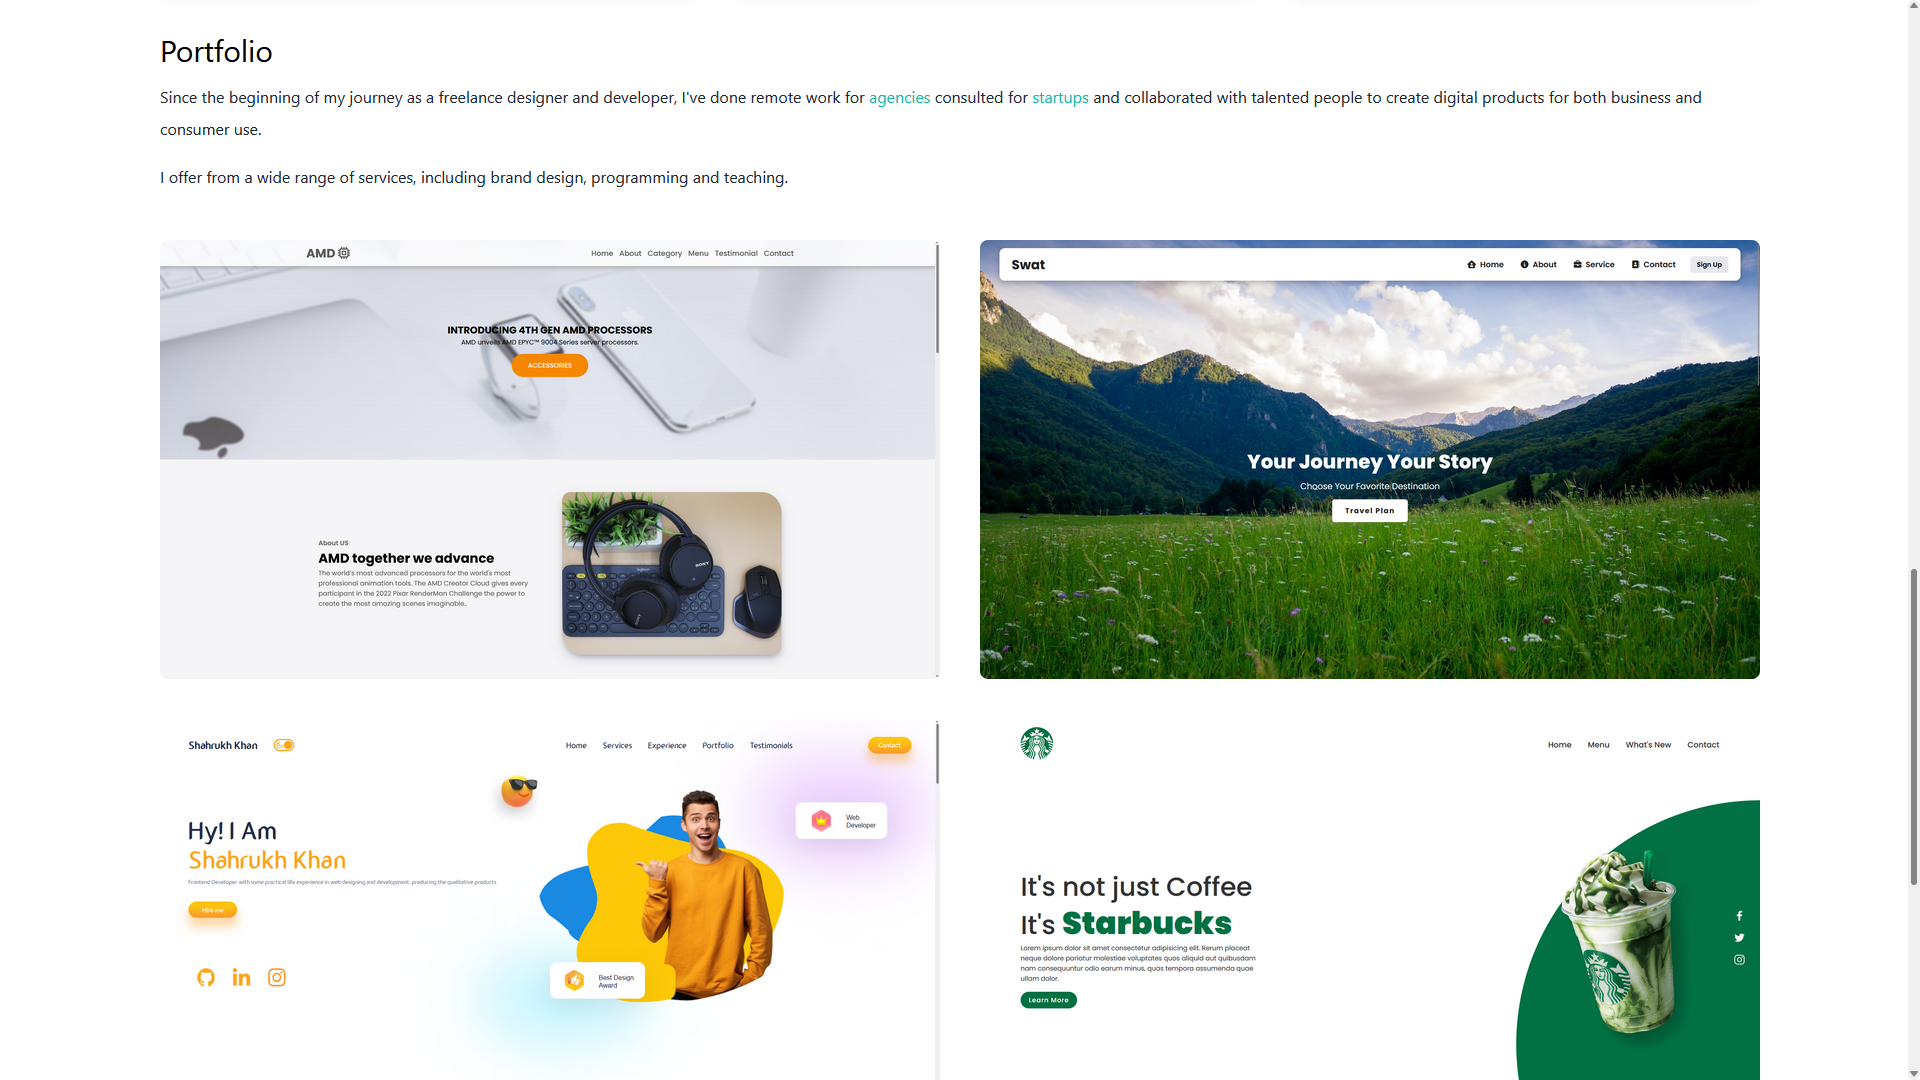 Portfolio
Since the beginning of my journey as a freelance designer and developer, I've done remote work for agencies consulted for startups and collaborated with talented people to create digital products for both business and
consumer use.
I offer from a wide range of services, including brand design, programming and teaching.
AMD
Home About Category Menu Testimonial Contact
INTRODUCING 4TH GEN AMD PROCESSORS
AMD unveils AMD EPYC™ 9004 Series server processors.
ACCESSORIES
About US
AMD together we advance
The world's most advanced processors for the world's most
professional animation tools. The AMD Creator Cloud gives every
participant in the 2022 Pixar RenderMan Challenge the power to
create the most amazing scenes imaginable..
SONY
Swat
Home About Service Contact Sign Up
Your Journey Your Story
Choose Your Favorite Destination
Travel Plan
Shahrukh Khan
Home Services Experience Portfolio Testimonials Contact
Hy! I Am
Shahrukh Khan
Frontend Developer with some practical life experience in web designing and development, producing the qualitative products
Hire me
Web
Developer
Best Design
Award
Home Menu What's New Contact
It's not just Coffee
It's Starbucks
Lorem ipsum dolor sit amet consectetur adipisicing elit. Rerum placeat
neque dolore pariatur molestiae voluptates quos aliquid aut quibusdam
nam consequuntur odio earum minus, quas tempora assumenda quae
ullam dolor.
Learn More